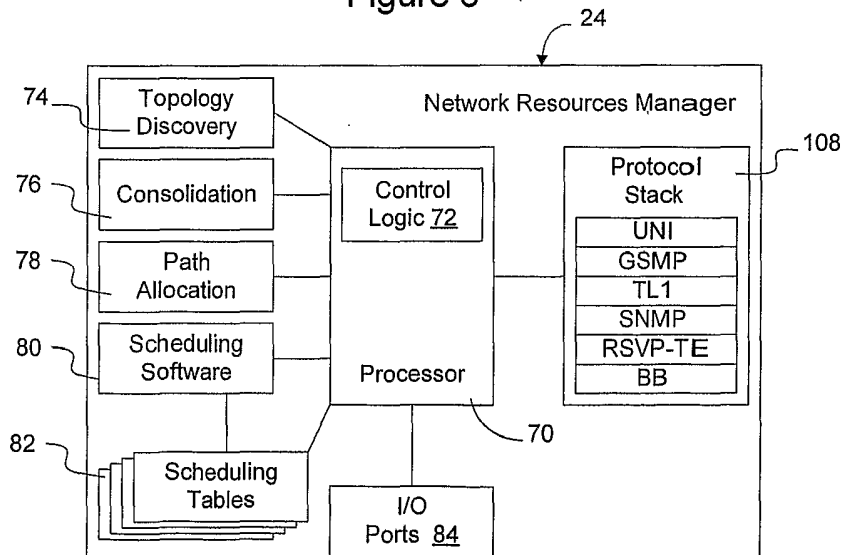 24
74
Topology
Discovery
Network Resources Manager
108
Protocol
Stack
76
Consolidation
Control
Logic 72
UNI
GSMP
TL1
SNMP
RSVP-TE
BB
78
Path
Allocation
80
Scheduling
Software
Processor
70
82
Scheduling
Tables
I/O
Ports 84